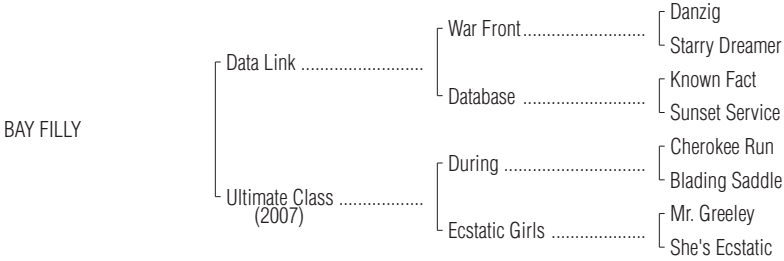 Danzig
War Front
Starry Dreamer
Data Link
Known Fact
Database
Sunset Service
BAY FILLY
Cherokee Run
During
Blading Saddle
Ultimate Class
(2007)
Mr. Greeley
Ecstatic Girls
She's Ecstatic